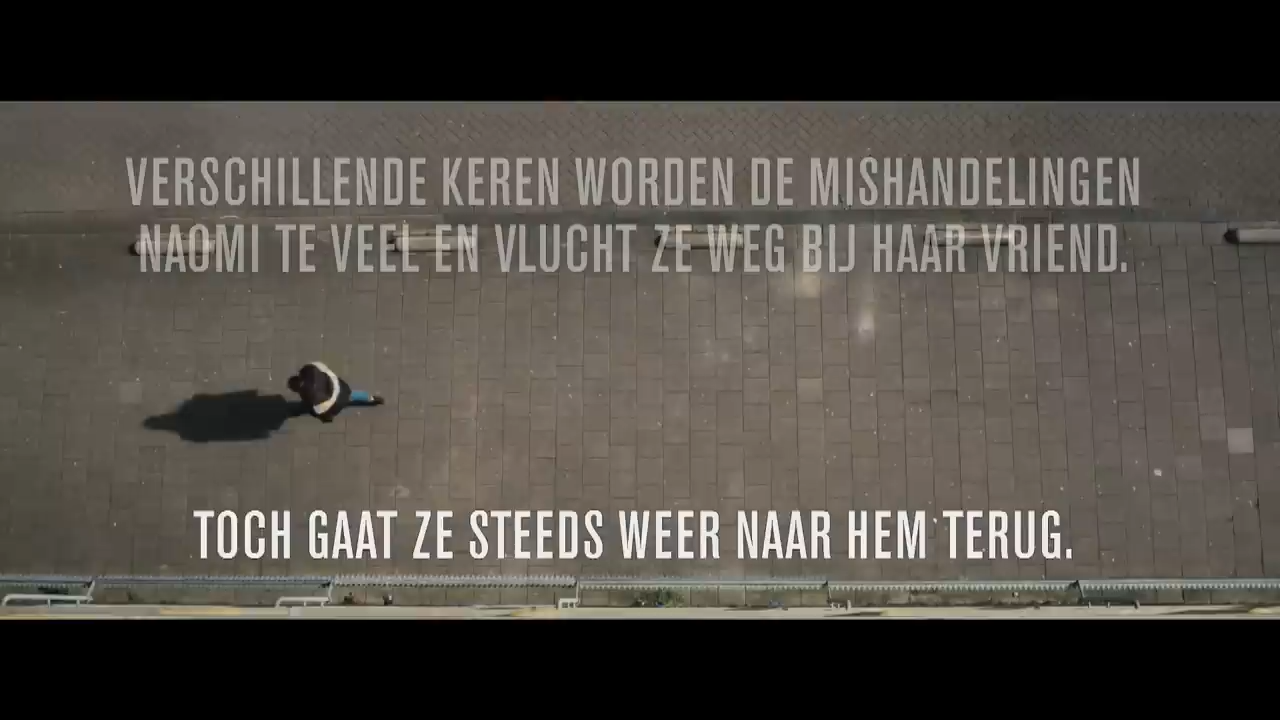 VERSCHILLENDE KEREN WORDEN DE MISHANDELINGEN
NAOMI TE VEEL EN VLUCHT ZE WEG BIJ HAAR VRIEND.
TOCH GAAT ZE STEEDS WEER NAAR HEM TERUG.